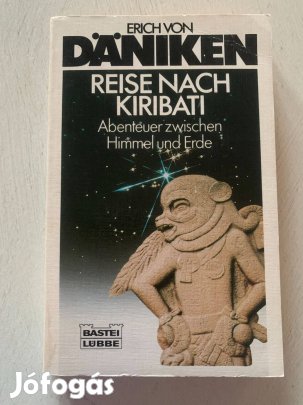 ERICH VON
DÄNIKEN
REISE NACH
KIRIBATI
Abenteuer zwischen
Himmel und Erde
BASTEI
LÜBBE
Jófogás